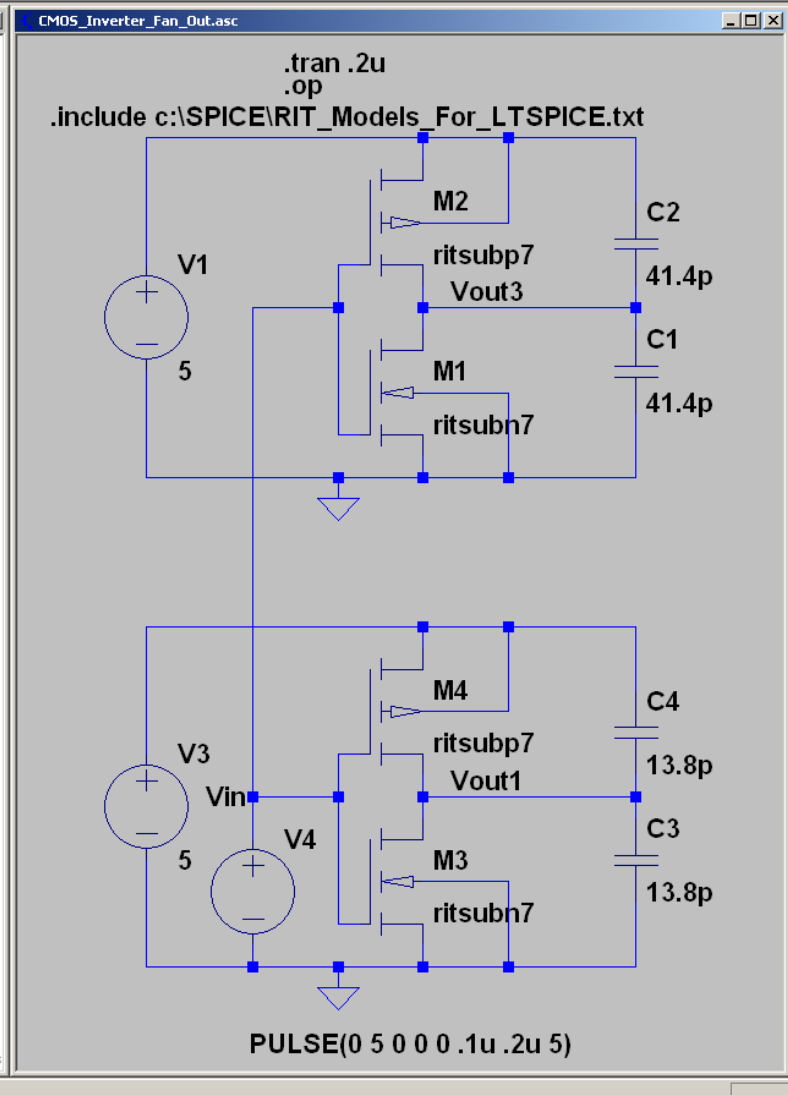 CMOS_Inverter_Fan_Out.asc
.tran .2u
.op
.include c:\SPICE\RIT_Models_For_LTSPICE.txt
M2
C2
ritsubp7
V1
41.4p
Vout3
C1
5
M1
41.4p
ritsubn7
M4
C4
ritsubp7
V3
13.8p
Vout1
Vin
C3
V4
5
M3
13.8p
ritsubn7
PULSE(0 5 0 0 0 .1u .2u 5)